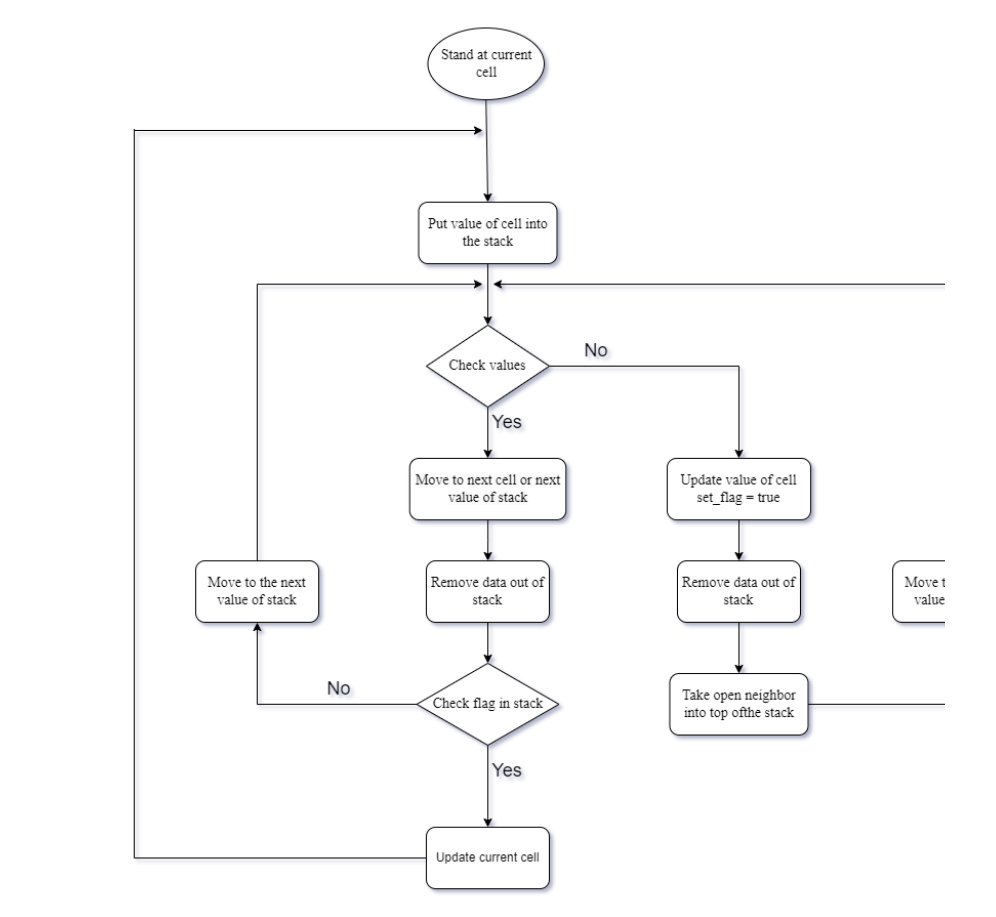 Stand at current
cell
Put value of cell into
the stack
Check values
No
Yes
Move to next cell or next
value of stack
Update value of cell
set_flag = true
Move to the next
value of stack
Remove data out of
stack
Remove data out of
stack
Move
value
Check flag in stack
No
Take open neighbor
into top ofthe stack
Yes
Update current cell